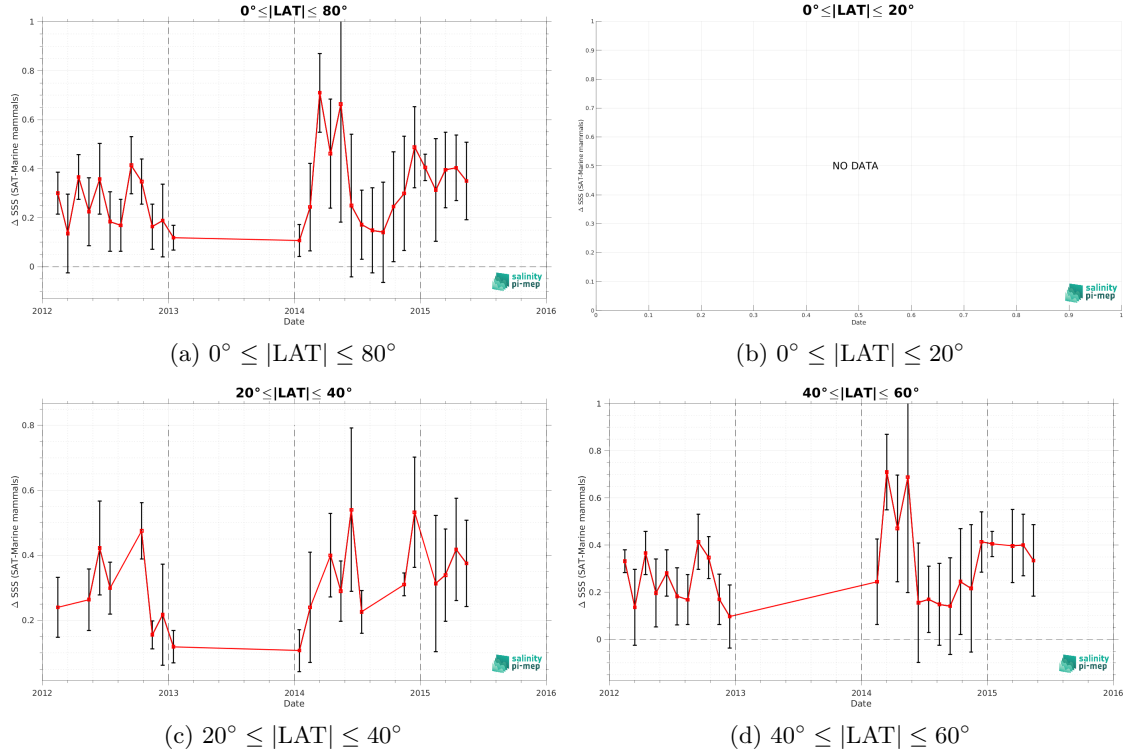 0°≤|LAT|≤ 80°
1
0.8
0.6
0.4
0.2
0
Δ SSS (SAT-Marine mammals)
2012 2013 2014 2015 2016
Date
salinity
pi-mep
(a) 0° ≤ |LAT| ≤ 80°
0°≤|LAT|≤ 20°
1
0.9
0.8
0.7
0.6
0.5
0.4
0.3
0.2
0.1
0
Δ SSS (SAT-Marine mammals)
NO DATA
0 0.1 0.2 0.3 0.4 0.5 0.6 0.7 0.8 0.9 1
Date
salinity
pi-mep
(b) 0° ≤ |LAT| ≤ 20°
20°≤|LAT|≤ 40°
0.8
0.6
0.4
0.2
Δ SSS (SAT-Marine mammals)
2012 2013 2014 2015 2016
Date
salinity
pi-mep
(c) 20° ≤ |LAT| ≤ 40°
40°≤|LAT|≤ 60°
1
0.8
0.6
0.4
0.2
0
Δ SSS (SAT-Marine mammals)
2012 2013 2014 2015 2016
Date
salinity
pi-mep
(d) 40° ≤ |LAT| ≤ 60°